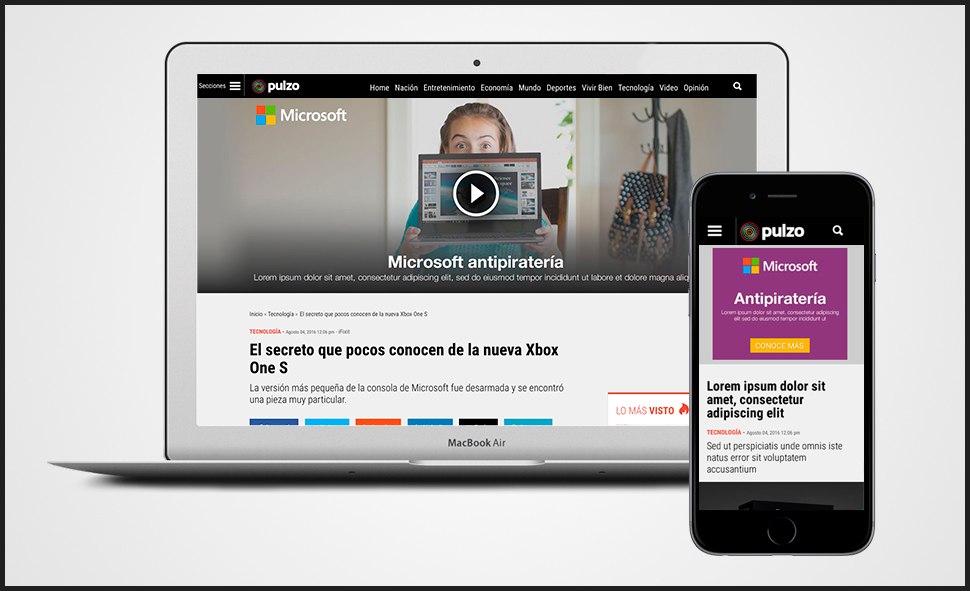 Secciones
pulzo
Home Nación Entretenimiento Economía Mundo Deportes Vivir Bien Tecnología Video Opinión
Microsoft
Microsoft antipiratería
Lorem ipsum dolor sit amet, consectetur adipiscing elit, sed do eiusmod tempor incididunt ut labore et dolore magna aliq
Inicio » Tecnología » El secreto que pocos conocen de la nueva Xbox One S
TECNOLOGÍA • Agosto 04, 2016 12:06 pm - iFixit
El secreto que pocos conocen de la nueva Xbox
One S
La versión más pequeña de la consola de Microsoft fue desarmada y se encontró
una pieza muy particular.
LO MÁS VISTO
MacBook Air
pulzo
Microsoft
Antipiratería
Lorem ipsum dolor sit amet, consectetur adipiscing
elit sed do eiusmod tempor incididunt ut
CONOCE MÁS
Lorem ipsum dolor sit
amet, consectetur
adipiscing elit
TECNOLOGÍA • Agosto 04, 2016 12:06 pm
Sed ut perspiciatis unde omnis iste
natus error sit voluptatem
accusantium